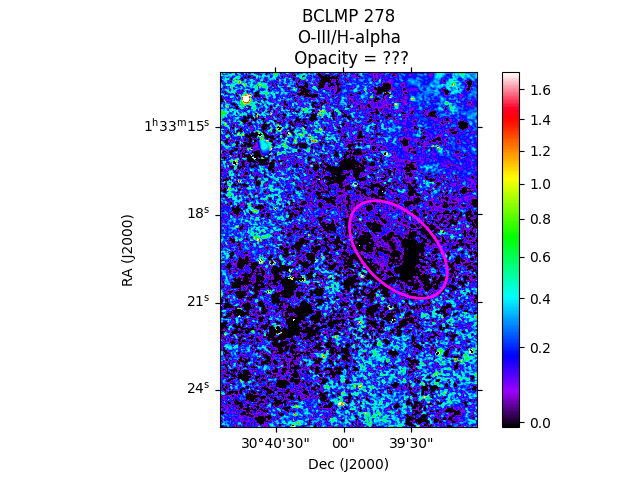 BCLMP 278
O-III/H-alpha
Opacity = ???
1.6
1.4
1.2
1.0
0.8
0.6
0.4
0.2
0.0
1ʰ33ᵐ15ˢ
18ˢ
21ˢ
24ˢ
RA (J2000)
30°40'30" 00" 39'30"
Dec (J2000)